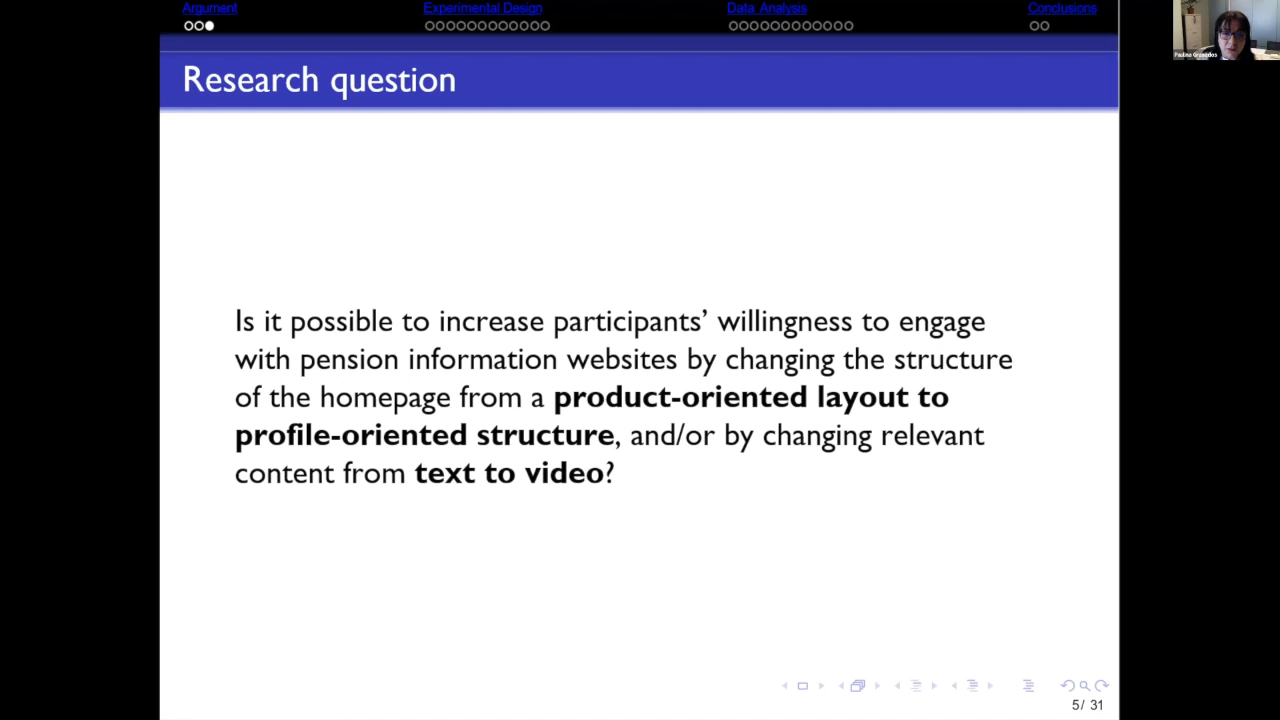 Argument
Experimental Design
Data Analysis
Conclusions
Paulina Granados
Research question
Is it possible to increase participants’ willingness to engage
with pension information websites by changing the structure
of the homepage from a product-oriented layout to
profile-oriented structure, and/or by changing relevant
content from text to video?
5/ 31